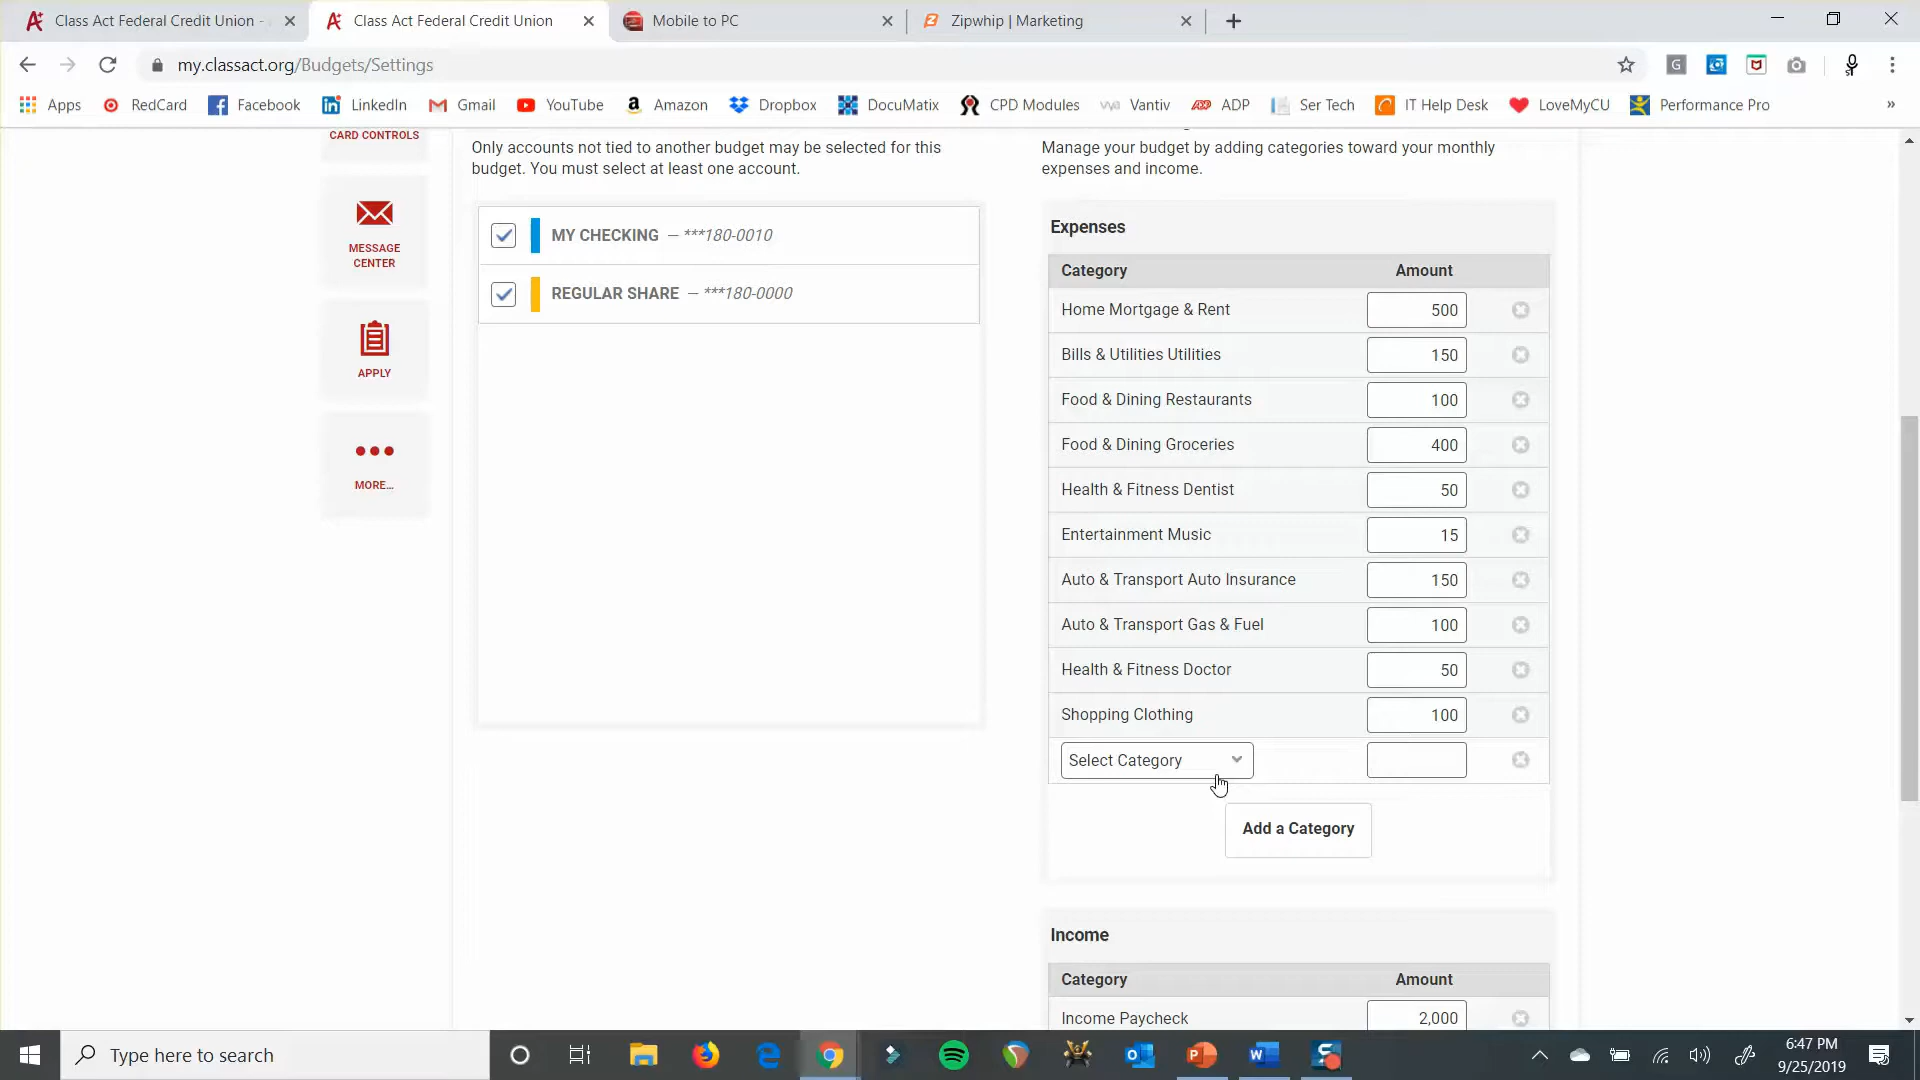 Class Act Federal Credit Union -
Class Act Federal Credit Union
Mobile to PC
Zipwhip | Marketing
my.classact.org/Budgets/Settings
Apps
RedCard
Facebook
LinkedIn
Gmail
YouTube
Amazon
Dropbox
DocuMatix
CPD Modules
Vantiv
ADP
Ser Tech
IT Help Desk
LoveMyCU
Performance Pro
»
CARD CONTROLS
MESSAGE
CENTER
APPLY
MORE...
Only accounts not tied to another budget may be selected for this
budget. You must select at least one account.
MY CHECKING – ***180-0010
REGULAR SHARE – ***180-0000
Manage your budget by adding categories toward your monthly
expenses and income.
Expenses
Category Amount
Home Mortgage & Rent 500
Bills & Utilities Utilities 150
Food & Dining Restaurants 100
Food & Dining Groceries 400
Health & Fitness Dentist 50
Entertainment Music 15
Auto & Transport Auto Insurance 150
Auto & Transport Gas & Fuel 100
Health & Fitness Doctor 50
Shopping Clothing 100
Select Category
Add a Category
Income
Category Amount
Income Paycheck 2,000
Type here to search
6:47 PM
9/25/2019